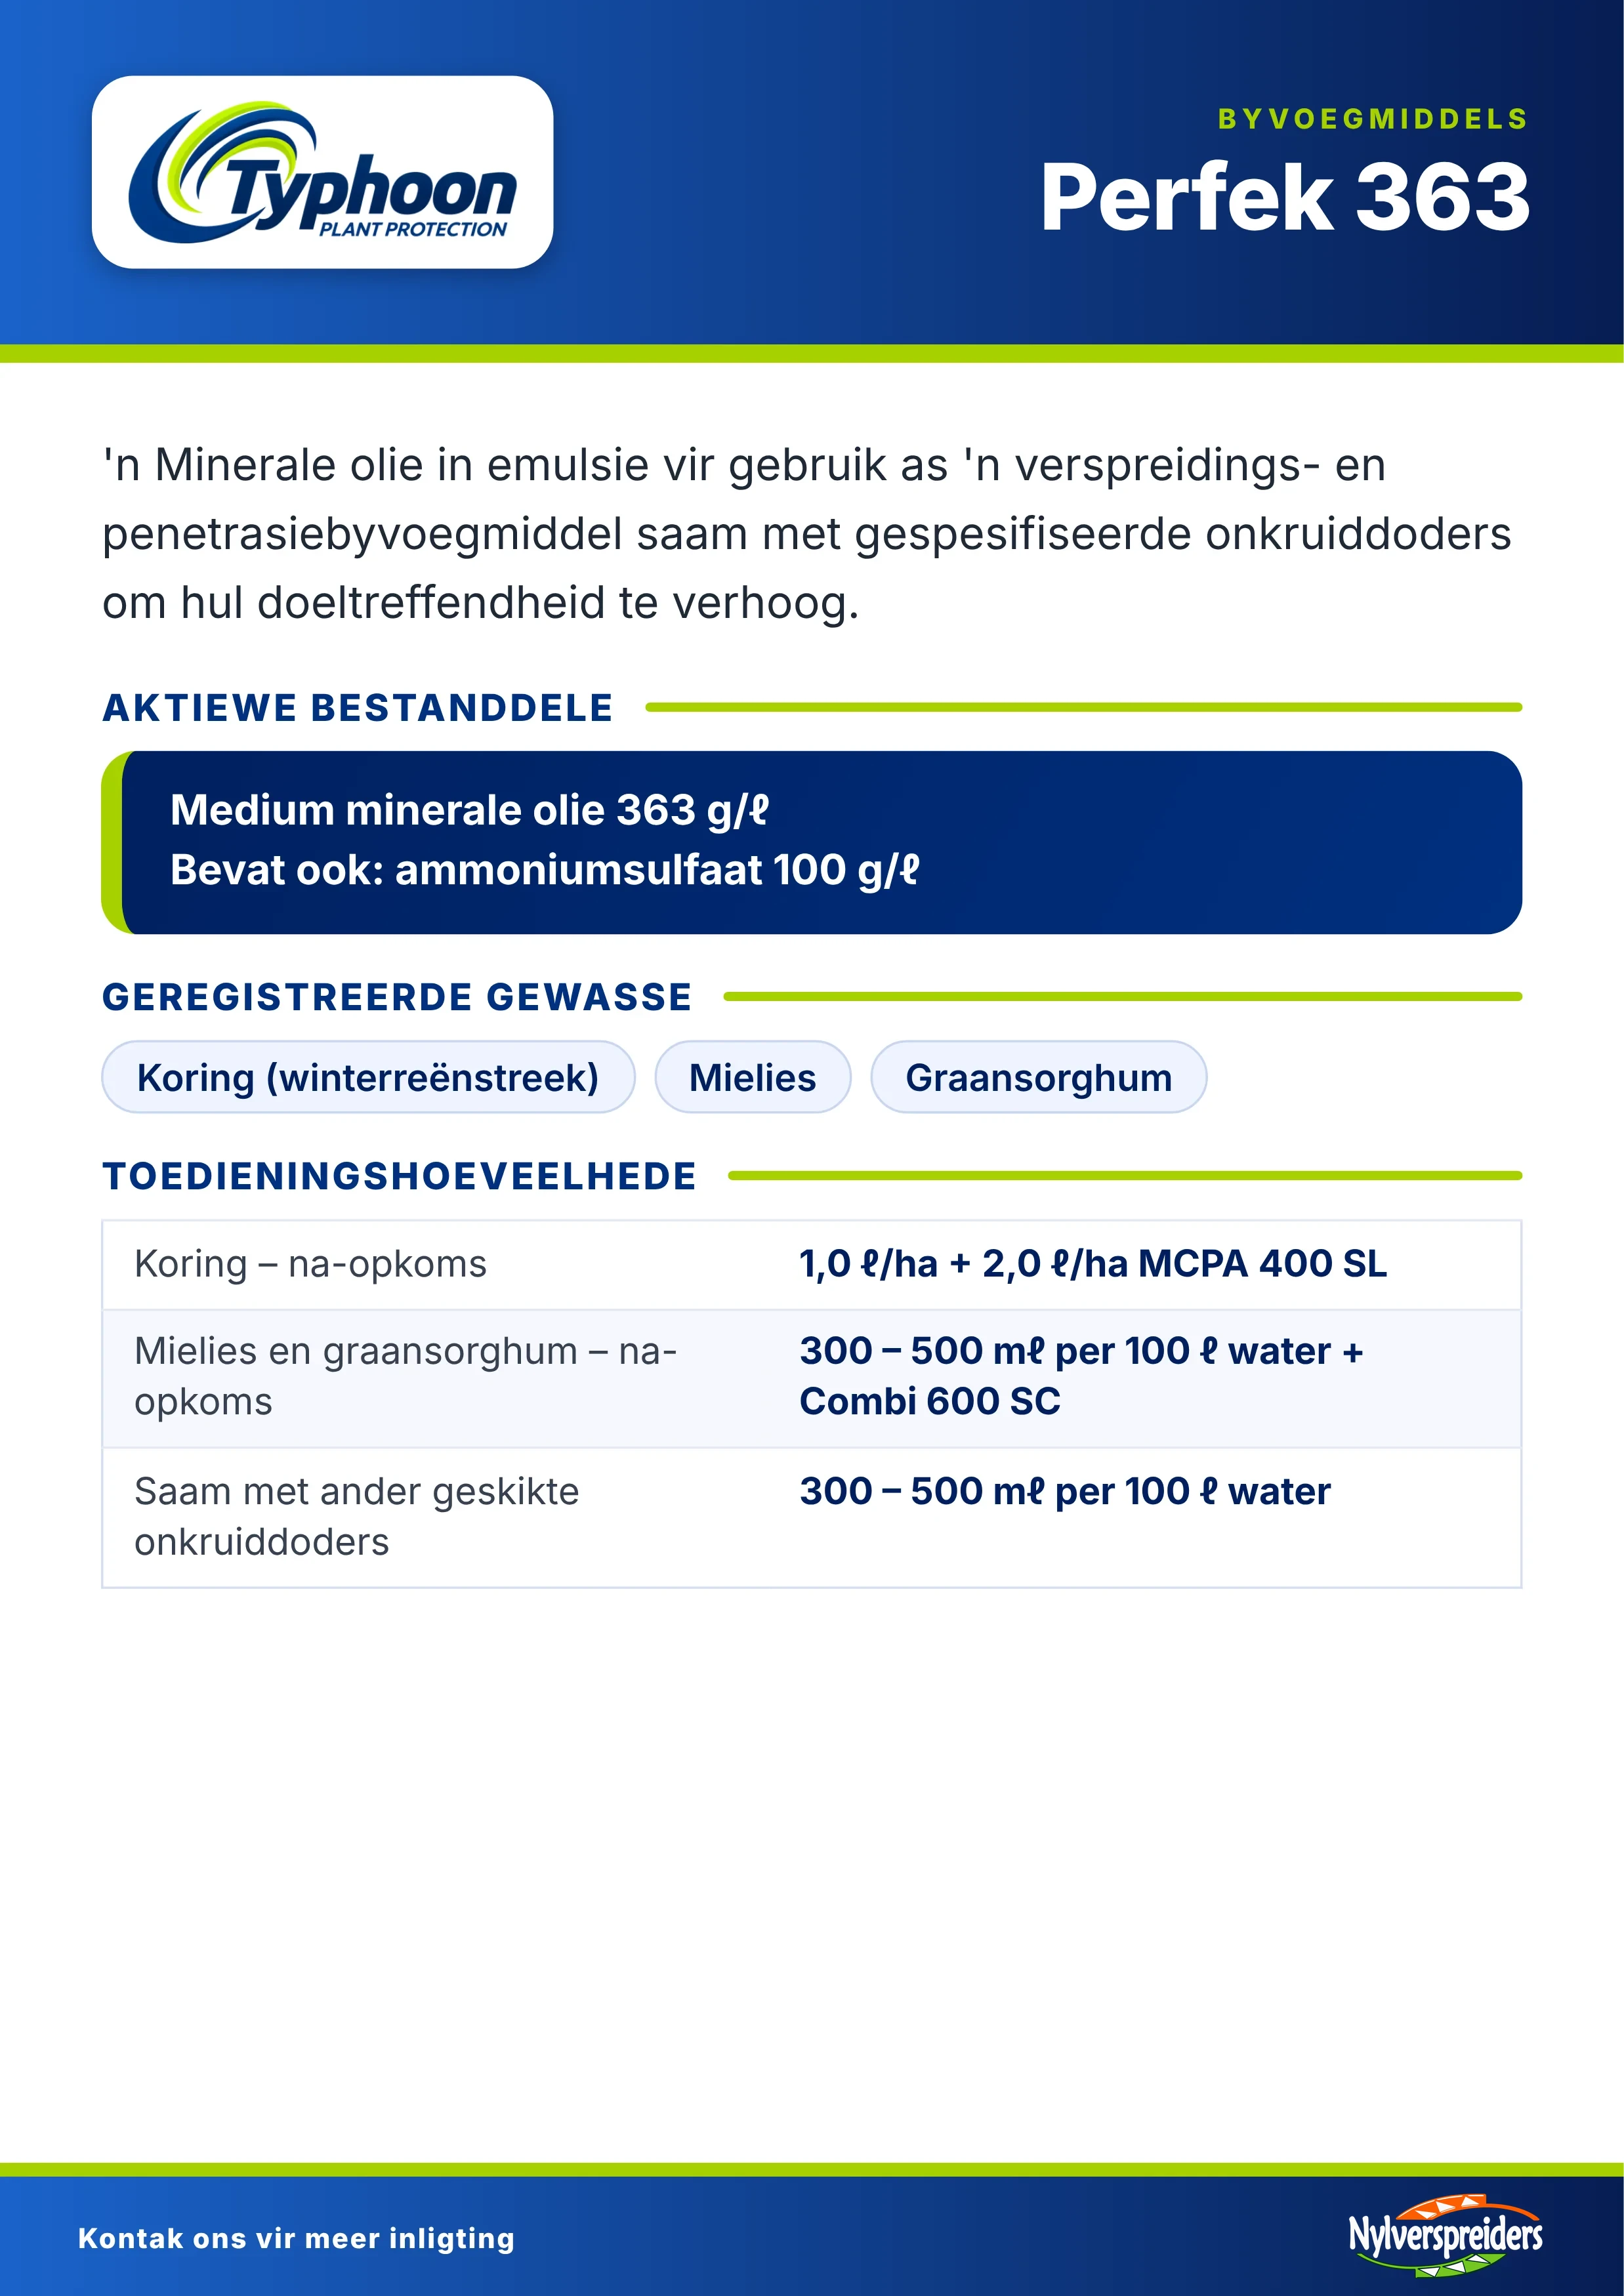 Typhoon
PLANT PROTECTION
BYVOEGMIDDELS
Perfek 363
'n Minerale olie in emulsie vir gebruik as 'n verspreidings- en
penetrasiebyvoegmiddel saam met gespesifiseerde onkruiddoders
om hul doeltreffendheid te verhoog.
AKTIEWE BESTANDDELE
Medium minerale olie 363 g/ℓ
Bevat ook: ammoniumsulfaat 100 g/ℓ
GEREGISTREERDE GEWASSE
Koring (winterreënstreek)
Mielies
Graansorghum
TOEDIENINGSHOEVEELHEDE
Koring – na-opkoms
1,0 ℓ/ha + 2,0 ℓ/ha MCPA 400 SL
Mielies en graansorghum – na-
opkoms
300 – 500 mℓ per 100 ℓ water +
Combi 600 SC
Saam met ander geskikte
onkruiddoders
300 – 500 mℓ per 100 ℓ water
Kontak ons vir meer inligting
Nylverspreiders